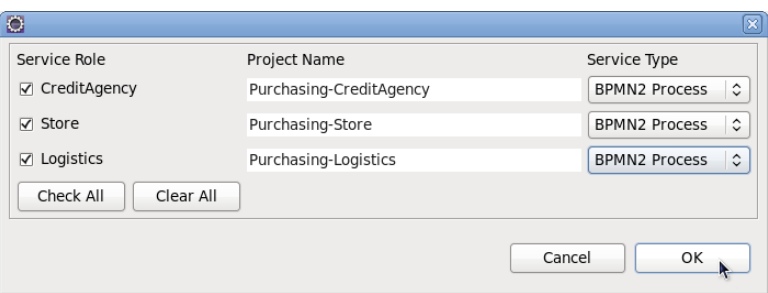 Service Role Project Name Service Type
CreditAgency Purchasing-CreditAgency BPMN2 Process
Store Purchasing-Store BPMN2 Process
Logistics Purchasing-Logistics BPMN2 Process
Check All Clear All
Cancel OK